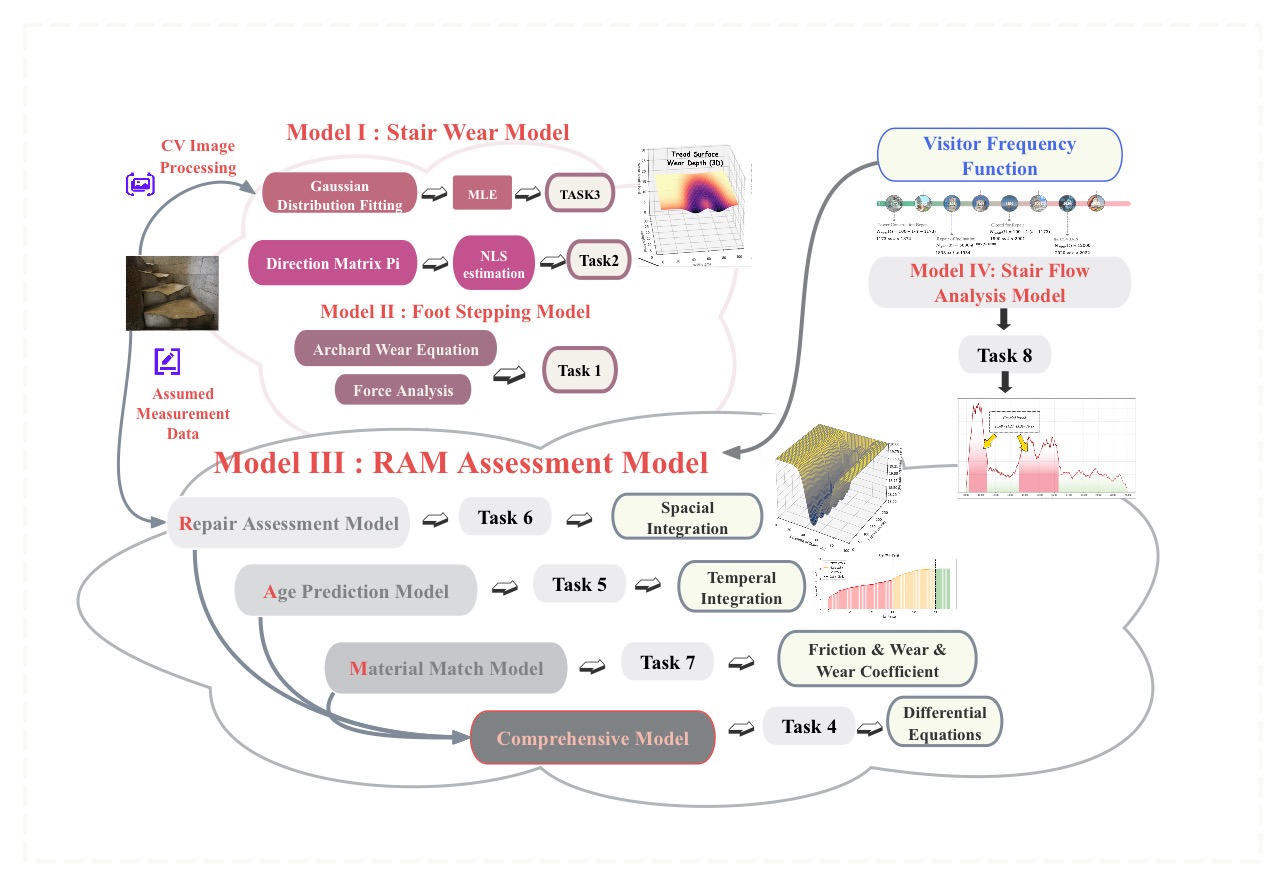 Model I : Stair Wear Model
CV Image
Processing
Gaussian
Distribution Fitting
MLE
TASK3
Direction Matrix Pi
NLS
estimation
Task2
Tread Surface
Wear Depth (3D)
Model II : Foot Stepping Model
Archard Wear Equation
Force Analysis
Task 1
Assumed
Measurement
Data
Visitor Frequency
Function
Model IV: Stair Flow
Analysis Model
Task 8
Model III : RAM Assessment Model
Repair Assessment Model
Task 6
Spacial
Integration
Age Prediction Model
Task 5
Temperal
Integration
Material Match Model
Task 7
Friction & Wear &
Wear Coefficient
Comprehensive Model
Task 4
Differential
Equations